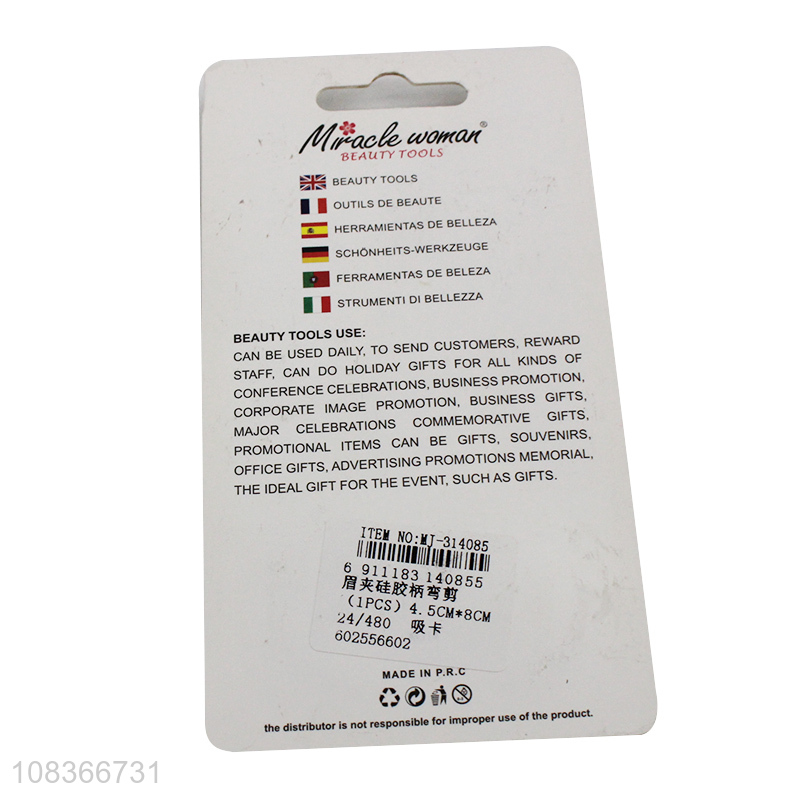 Miracle woman®
BEAUTY TOOLS
BEAUTY TOOLS
OUTILS DE BEAUTE
HERRAMIENTAS DE BELLEZA
SCHÖNHEITS-WERKZEUGE
FERRAMENTAS DE BELEZA
STRUMENTI DI BELLEZZA
BEAUTY TOOLS USE:
CAN BE USED DAILY, TO SEND CUSTOMERS, REWARD
STAFF, CAN DO HOLIDAY GIFTS FOR ALL KINDS OF
CONFERENCE CELEBRATIONS, BUSINESS PROMOTION,
CORPORATE IMAGE PROMOTION, BUSINESS GIFTS,
MAJOR CELEBRATIONS COMMEMORATIVE GIFTS,
PROMOTIONAL ITEMS CAN BE GIFTS, SOUVENIRS,
OFFICE GIFTS, ADVERTISING PROMOTIONS MEMORIAL,
THE IDEAL GIFT FOR THE EVENT, SUCH AS GIFTS.
ITEM NO:MJ-314085
6 911183 140855
眉夹硅胶柄弯剪
(1PCS) 4.5CM*8CM
24/480 吸卡
602556602
MADE IN P.R.C
the distributor is not responsible for improper use of the product.
108366731